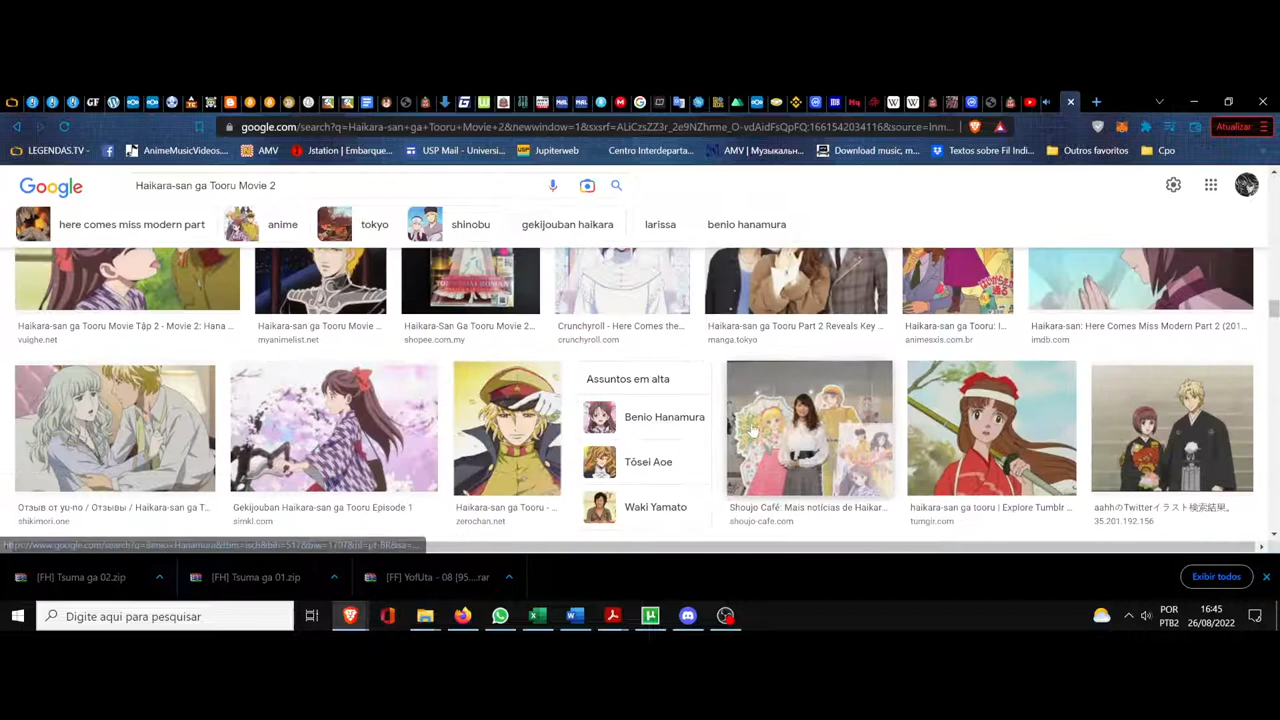 google.com/search?q=Haikara-san+ga+Tooru+Movie+2&newwindow=1&sxsrf=ALiCzsZZ3r_2e9NZhrme_O-vdAidFsQpFQ:1661542034116&source=lnm...
Atualizar
LEGENDAS.TV
AnimeMusicVideos...
AMV
Jstation | Embarque...
USP Mail - Universi...
Jupiterweb
Centro Interdeparta...
AMV | Музыкальн...
Download music, m...
Textos sobre Fil Indi...
Outros favoritos
Cpo
Google
Haikara-san ga Tooru Movie 2
here comes miss modern part
anime
tokyo
shinobu
gekijouban haikara
larissa
benio hanamura
Haikara-san ga Tooru Movie Tập 2 - Movie 2: Hana ...
vuighe.net
Haikara-san ga Tooru Movie ...
myanimelist.net
Haikara-San Ga Tooru Movie 2...
shopee.com.my
Crunchyroll - Here Comes the...
crunchyroll.com
Haikara-san ga Tooru Part 2 Reveals Key ...
manga.tokyo
Haikara-san ga Tooru: I...
animesxis.com.br
Haikara-san: Here Comes Miss Modern Part 2 (201...
imdb.com
Assuntos em alta
Benio Hanamura
Tōsei Aoe
Waki Yamato
Отзыв от yu-no / Отзывы / Haikara-san ga T...
shikimori.one
Gekijouban Haikara-san ga Tooru Episode 1
simkl.com
Haikara-san ga Tooru - ...
zerochan.net
Shoujo Café: Mais notícias de Haikar...
shoujo-cafe.com
haikara-san ga tooru | Explore Tumblr ...
tumgir.com
aahhのTwitterイラスト検索結果。
35.201.192.156
[FH] Tsuma ga 02.zip
[FH] Tsuma ga 01.zip
[FF] YofUta - 08 [95....rar
Exibir todos
Digite aqui para pesquisar
POR
PTB2
16:45
26/08/2022